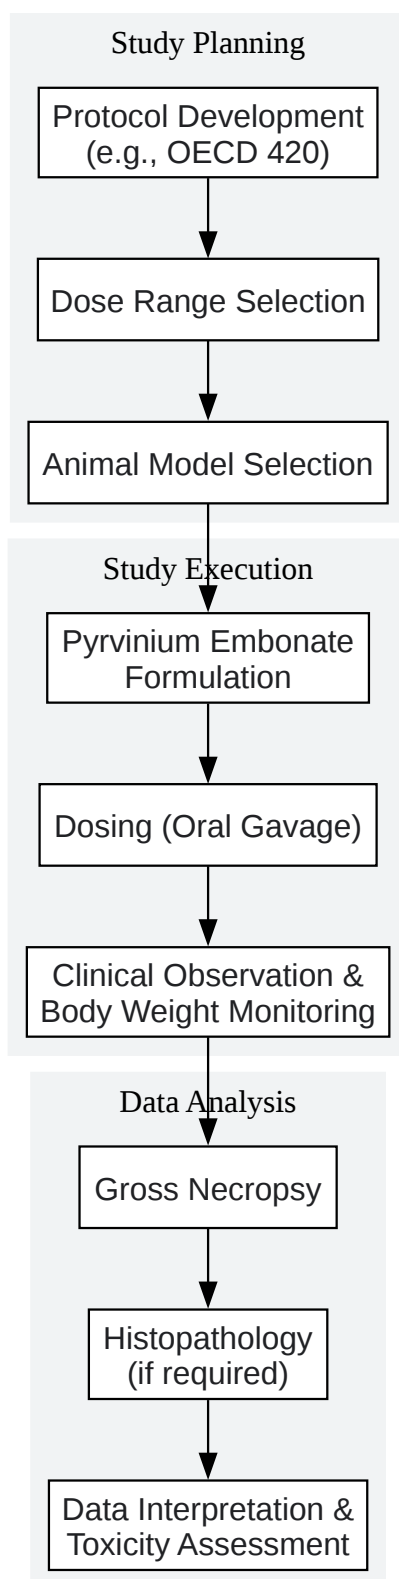 Study Planning
Protocol Development
(e.g., OECD 420)
Dose Range Selection
Animal Model Selection
Study Execution
Pyrvinium Embonate
Formulation
Dosing (Oral Gavage)
Clinical Observation &
Body Weight Monitoring
Data Analysis
Gross Necropsy
Histopathology
(if required)
Data Interpretation &
Toxicity Assessment